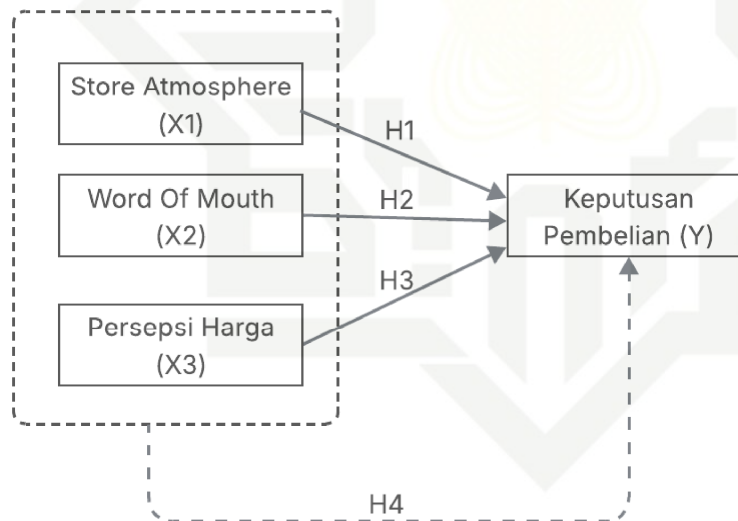 Store Atmosphere
(X1)
H1
Word Of Mouth
(X2)
H2
Keputusan
Pembelian (Y)
Persepsi Harga
(X3)
H3
H4